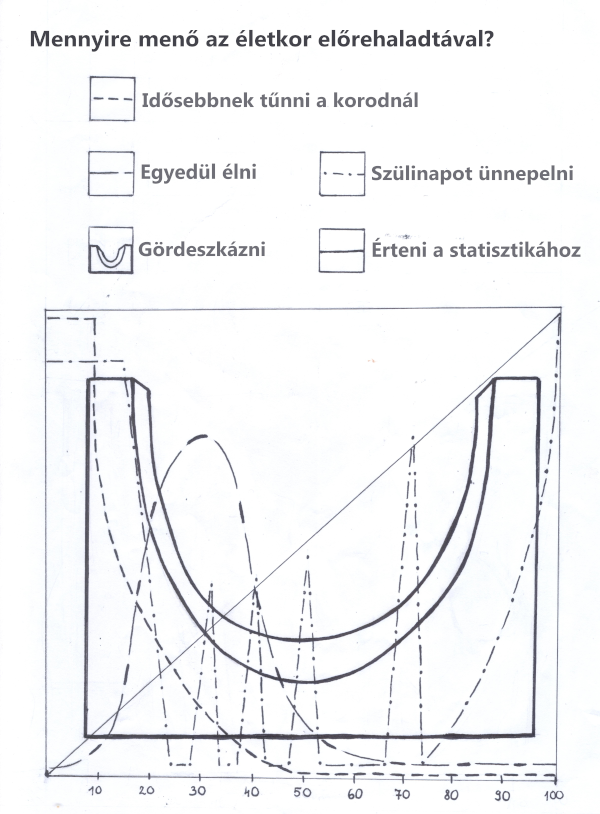 Mennyire menő az életkor előrehaladtával?
Idősebbnek tűnni a korodnál
Egyedül élni
Szülinapot ünnepelni
Gördeszkázni
Érteni a statisztikához
10 20 30 40 50 60 70 80 90 100